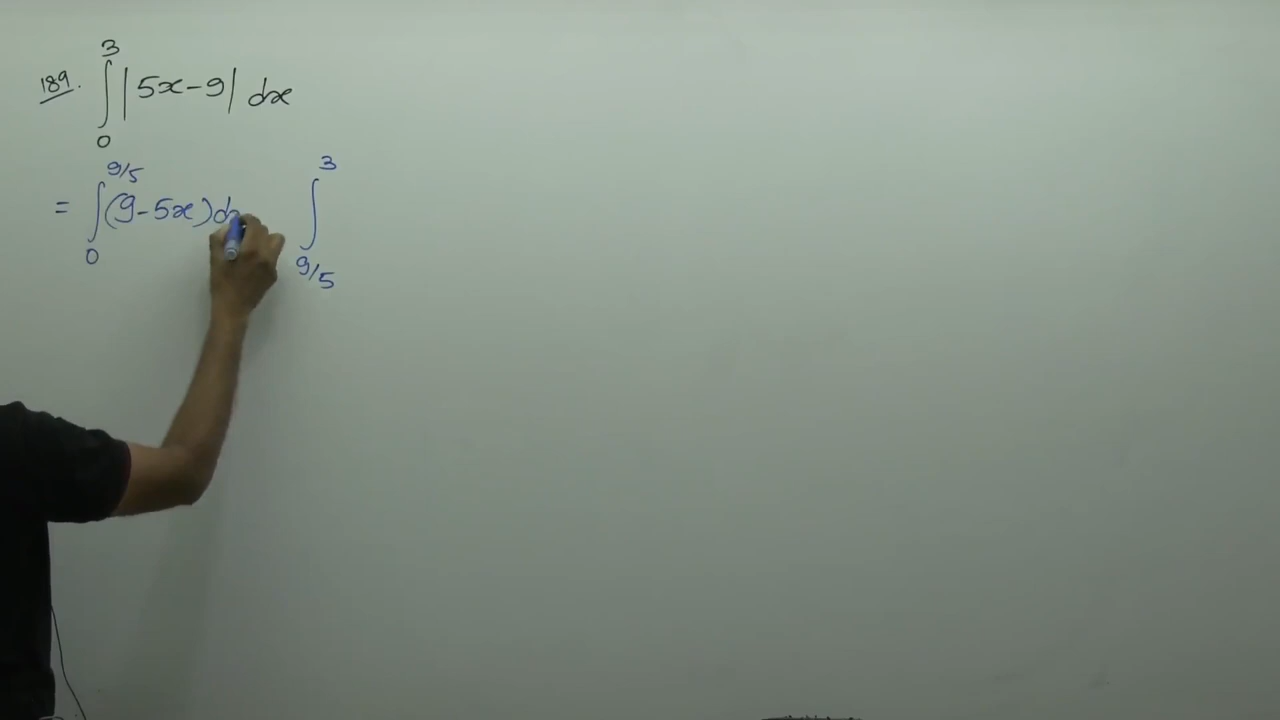 189. ∫₀³ |5x-9| dx
= ∫₀^{9/5} (9-5x)dx ∫_{9/5}^{3}